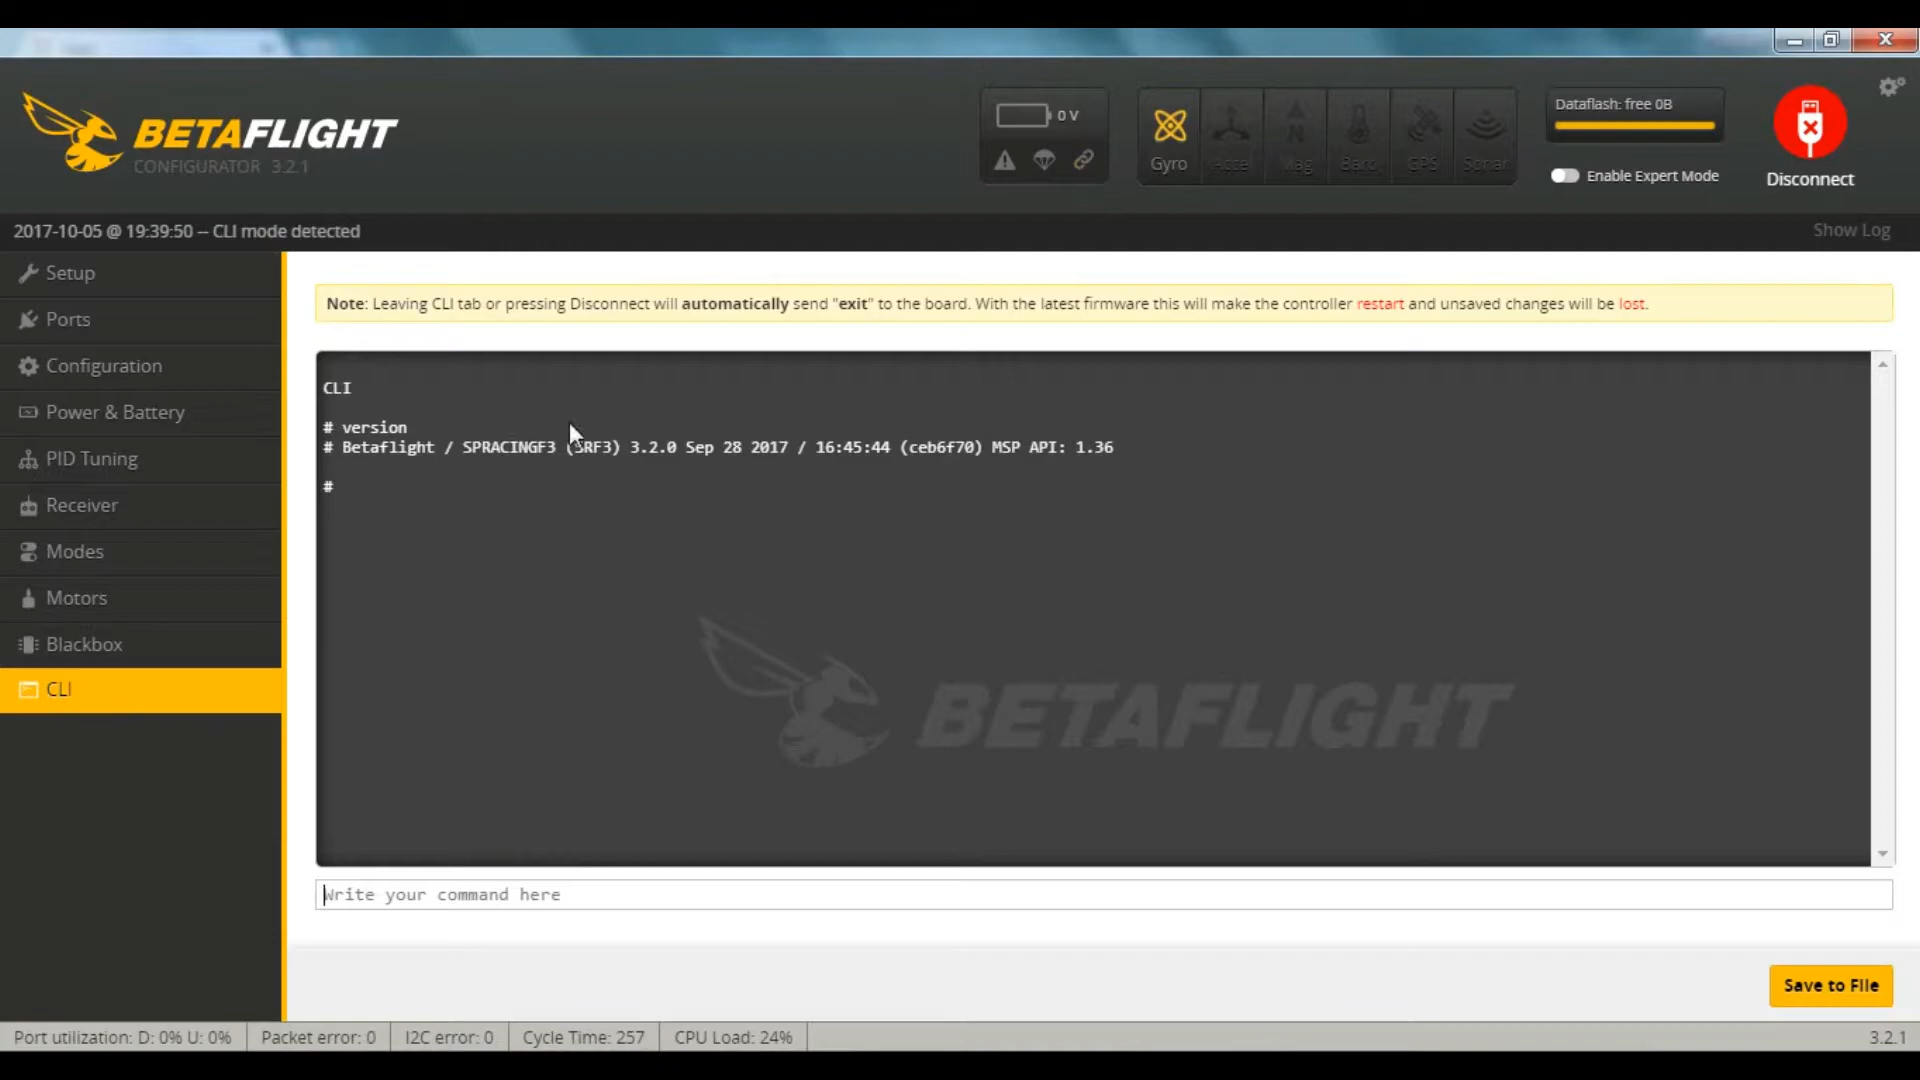 BETAFLIGHT
CONFIGURATOR 3.2.1
0 V
Gyro
Acce
Mag
Baro
GPS
Sonar
Dataflash: free 0B
Enable Expert Mode
Disconnect
2017-10-05 @ 19:39:50 -- CLI mode detected
Show Log
Setup
Ports
Configuration
Power & Battery
PID Tuning
Receiver
Modes
Motors
Blackbox
CLI
Note: Leaving CLI tab or pressing Disconnect will automatically send "exit" to the board. With the latest firmware this will make the controller restart and unsaved changes will be lost.
CLI
# version
# Betaflight / SPRACINGF3 (SRF3) 3.2.0 Sep 28 2017 / 16:45:44 (ceb6f70) MSP API: 1.36
#
BETAFLIGHT
Write your command here
Save to File
Port utilization: D: 0% U: 0%
Packet error: 0
I2C error: 0
Cycle Time: 257
CPU Load: 24%
3.2.1